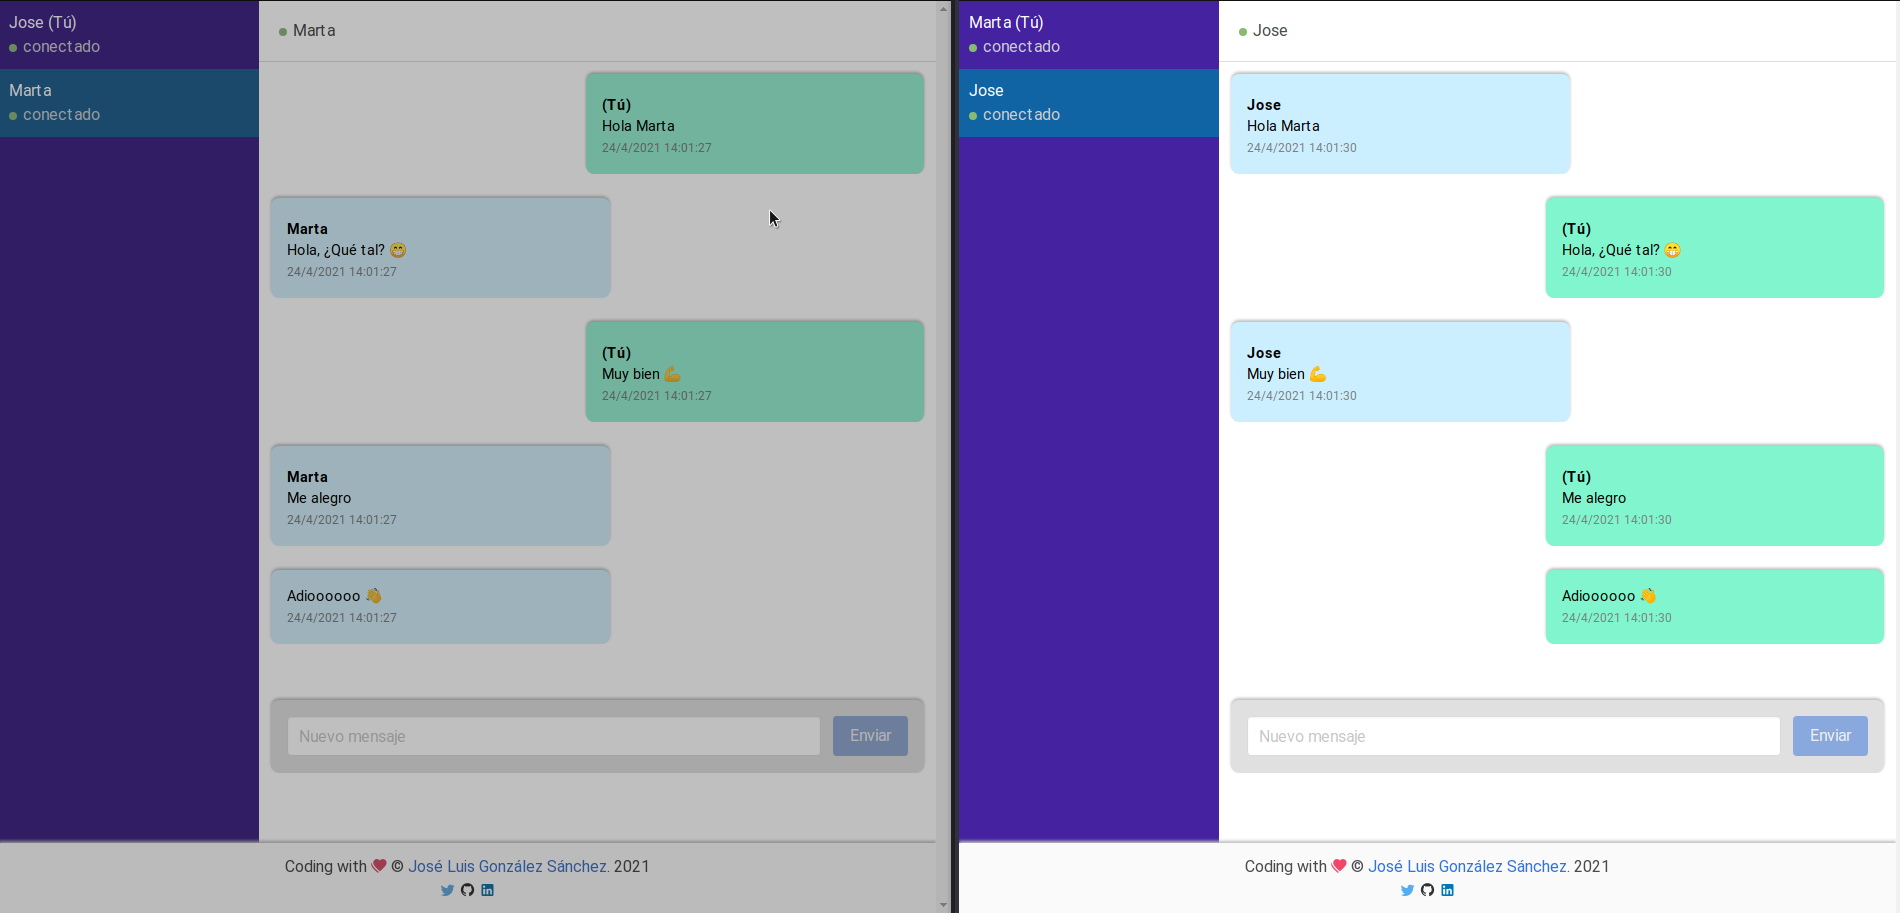 Jose (Tú)
conectado
Marta
conectado
Marta
(Tú)
Hola Marta
24/4/2021 14:01:27
Marta
Hola, ¿Qué tal? 😁
24/4/2021 14:01:27
(Tú)
Muy bien 💪
24/4/2021 14:01:27
Marta
Me alegro
24/4/2021 14:01:27
Adioooooo 👋
24/4/2021 14:01:27
Nuevo mensaje
Enviar
Coding with ❤ © José Luis González Sánchez. 2021
Marta (Tú)
conectado
Jose
conectado
Jose
Jose
Hola Marta
24/4/2021 14:01:30
(Tú)
Hola, ¿Qué tal? 😁
24/4/2021 14:01:30
Jose
Muy bien 💪
24/4/2021 14:01:30
(Tú)
Me alegro
24/4/2021 14:01:30
Adioooooo 👋
24/4/2021 14:01:30
Nuevo mensaje
Enviar
Coding with ❤ © José Luis González Sánchez. 2021